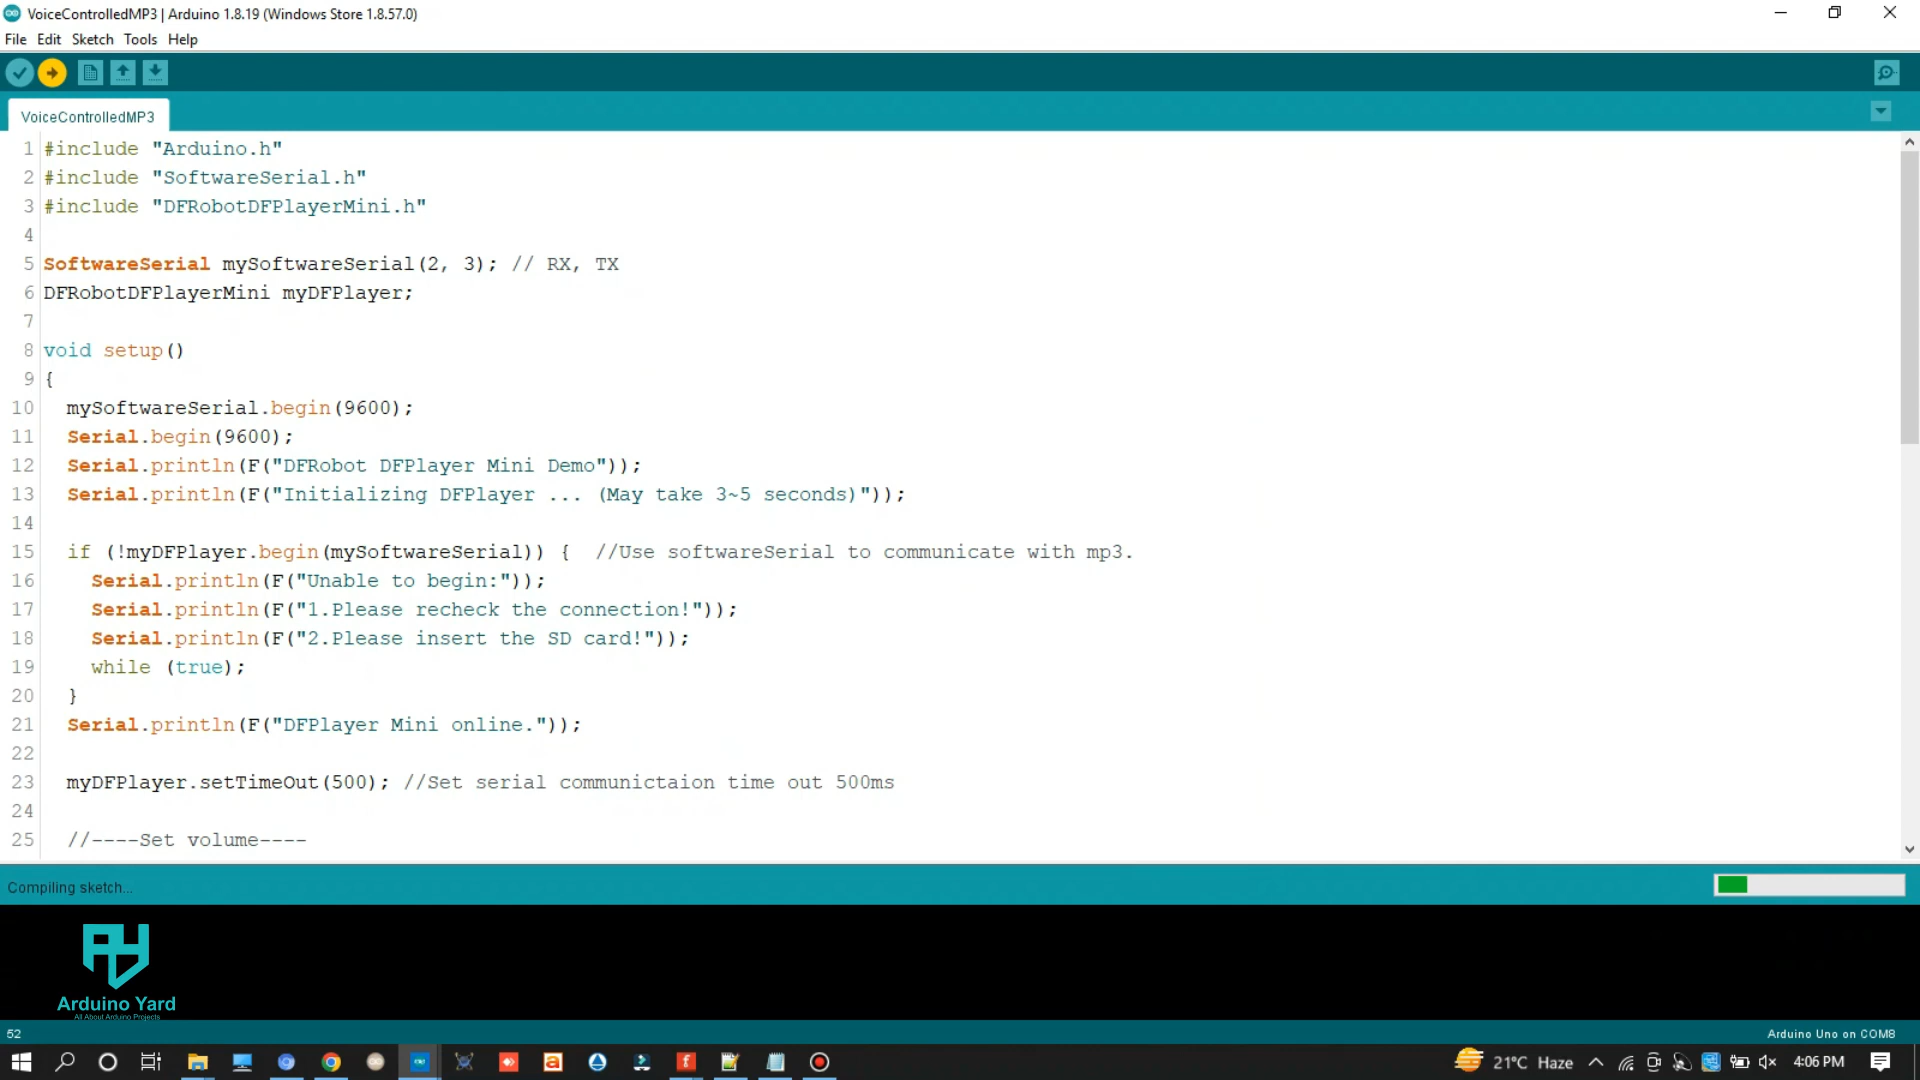 VoiceControlledMP3 | Arduino 1.8.19 (Windows Store 1.8.57.0)
File Edit Sketch Tools Help
VoiceControlledMP3
1 #include "Arduino.h"
2 #include "SoftwareSerial.h"
3 #include "DFRobotDFPlayerMini.h"
4
5 SoftwareSerial mySoftwareSerial(2, 3); // RX, TX
6 DFRobotDFPlayerMini myDFPlayer;
7
8 void setup()
9 {
10 mySoftwareSerial.begin(9600);
11 Serial.begin(9600);
12 Serial.println(F("DFRobot DFPlayer Mini Demo"));
13 Serial.println(F("Initializing DFPlayer ... (May take 3~5 seconds)"));
14
15 if (!myDFPlayer.begin(mySoftwareSerial)) { //Use softwareSerial to communicate with mp3.
16 Serial.println(F("Unable to begin:"));
17 Serial.println(F("1.Please recheck the connection!"));
18 Serial.println(F("2.Please insert the SD card!"));
19 while (true);
20 }
21 Serial.println(F("DFPlayer Mini online."));
22
23 myDFPlayer.setTimeOut(500); //Set serial communictaion time out 500ms
24
25 //----Set volume----
Compiling sketch...
Arduino Yard
All About Arduino Projects
52 Arduino Uno on COM8
21°C Haze 4:06 PM